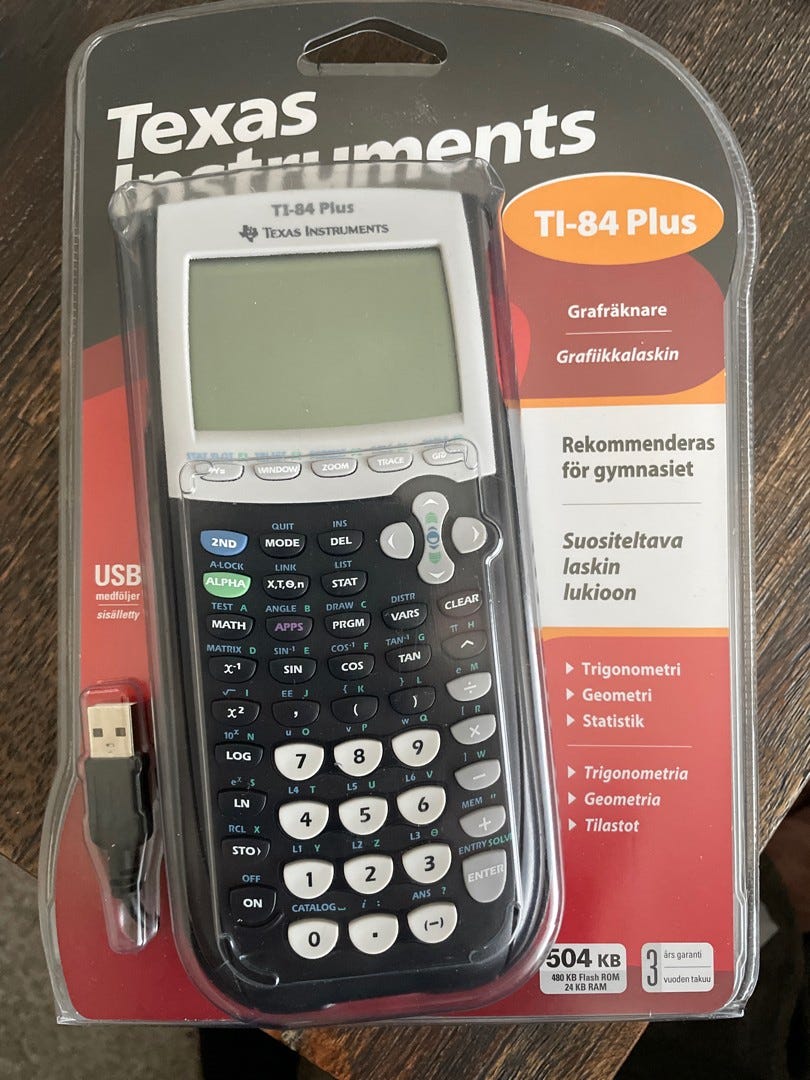 Texas
Instruments
TI-84 Plus
TI-84 Plus
TEXAS INSTRUMENTS
Grafräknare
Grafiikkalaskin
Rekommenderas
för gymnasiet
Suositeltava
laskin
lukioon
USB
medföljer
sisälletty
Trigonometri
Geometri
Statistik
Trigonometria
Geometria
Tilastot
WINDOW ZOOM TRACE
QUIT INS
2ND MODE DEL
A-LOCK LINK LIST
ALPHA X,T,Θ,n STAT
TEST A ANGLE B DRAW C DISTR
MATH APPS PRGM VARS CLEAR
MATRIX D SIN⁻¹ E COS⁻¹ F TAN⁻¹ G π H
x⁻¹ SIN COS TAN ^
√ I EE J { K } L e M
x² , ( ) ÷
10ˣ N u O v P w Q [ R
LOG 7 8 9 ×
eˣ S L4 T L5 U L6 V ] W
LN 4 5 6 −
RCL X L1 Y L2 Z L3 Θ MEM "
STO› 1 2 3 +
OFF CATALOG i : ANS ? ENTRY SOLVE
ON 0 . (−) ENTER
504 KB
480 KB Flash ROM
24 KB RAM
3 års garanti
vuoden takuu